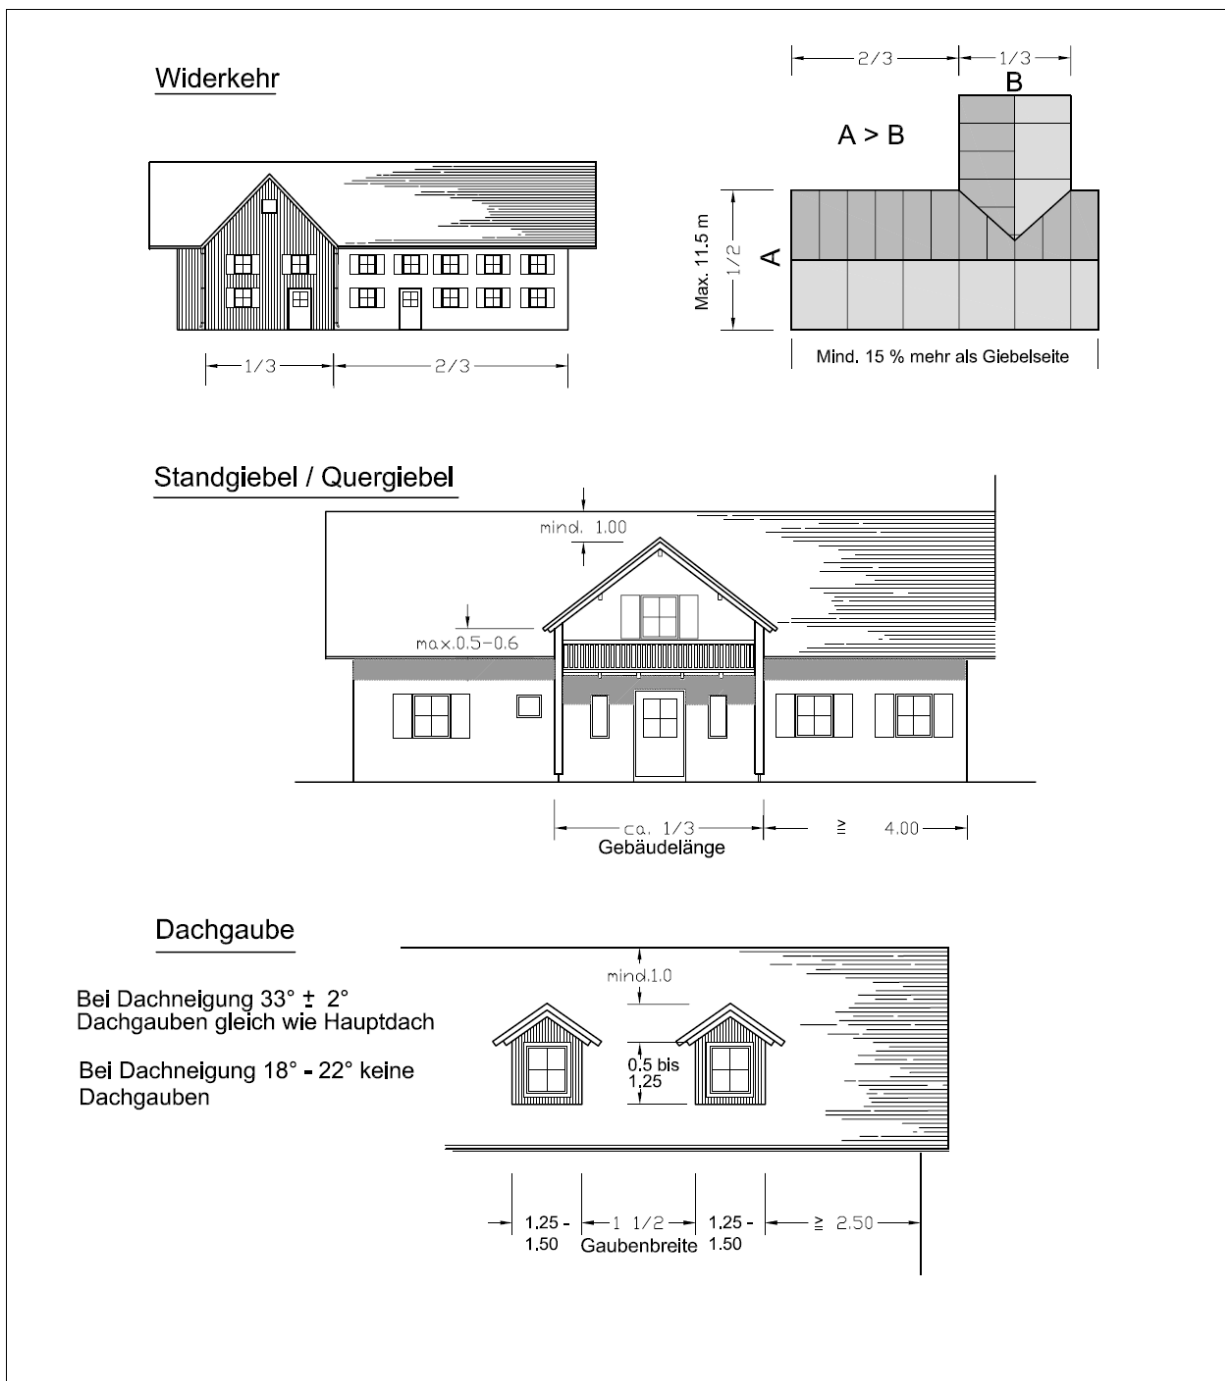 Widerkehr
2/3
1/3
B
A > B
Max. 11.5 m
1/2
A
Mind. 15 % mehr als Giebelseite
1/3
2/3
Standgiebel / Quergiebel
mind. 1.00
max.0.5-0.6
ca. 1/3
Gebäudelänge
≧ 4.00
Dachgaube
mind.1.0
Bei Dachneigung 33° ± 2°
Dachgauben gleich wie Hauptdach
Bei Dachneigung 18° - 22° keine
Dachgauben
0.5 bis
1.25
1.25 -
1.50
1 1/2
Gaubenbreite
1.25 -
1.50
≧ 2.50